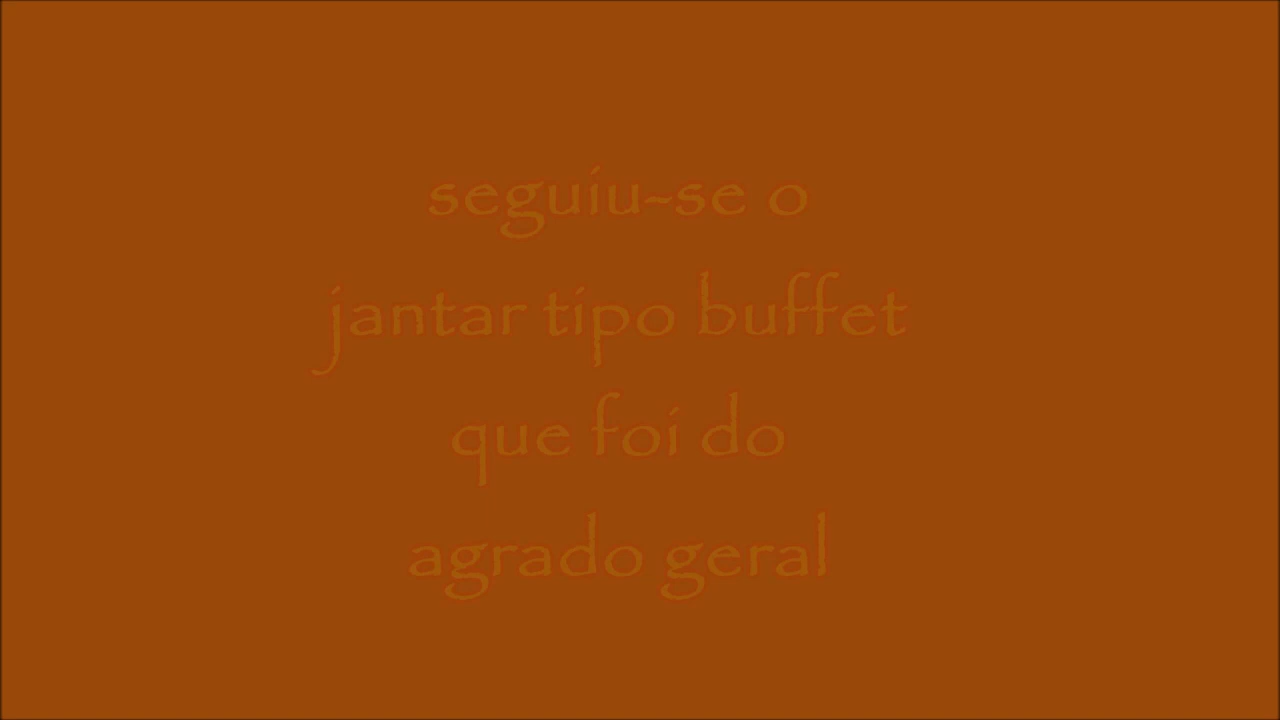 seguiu-se o
jantar tipo buffet
que foi do
agrado geral